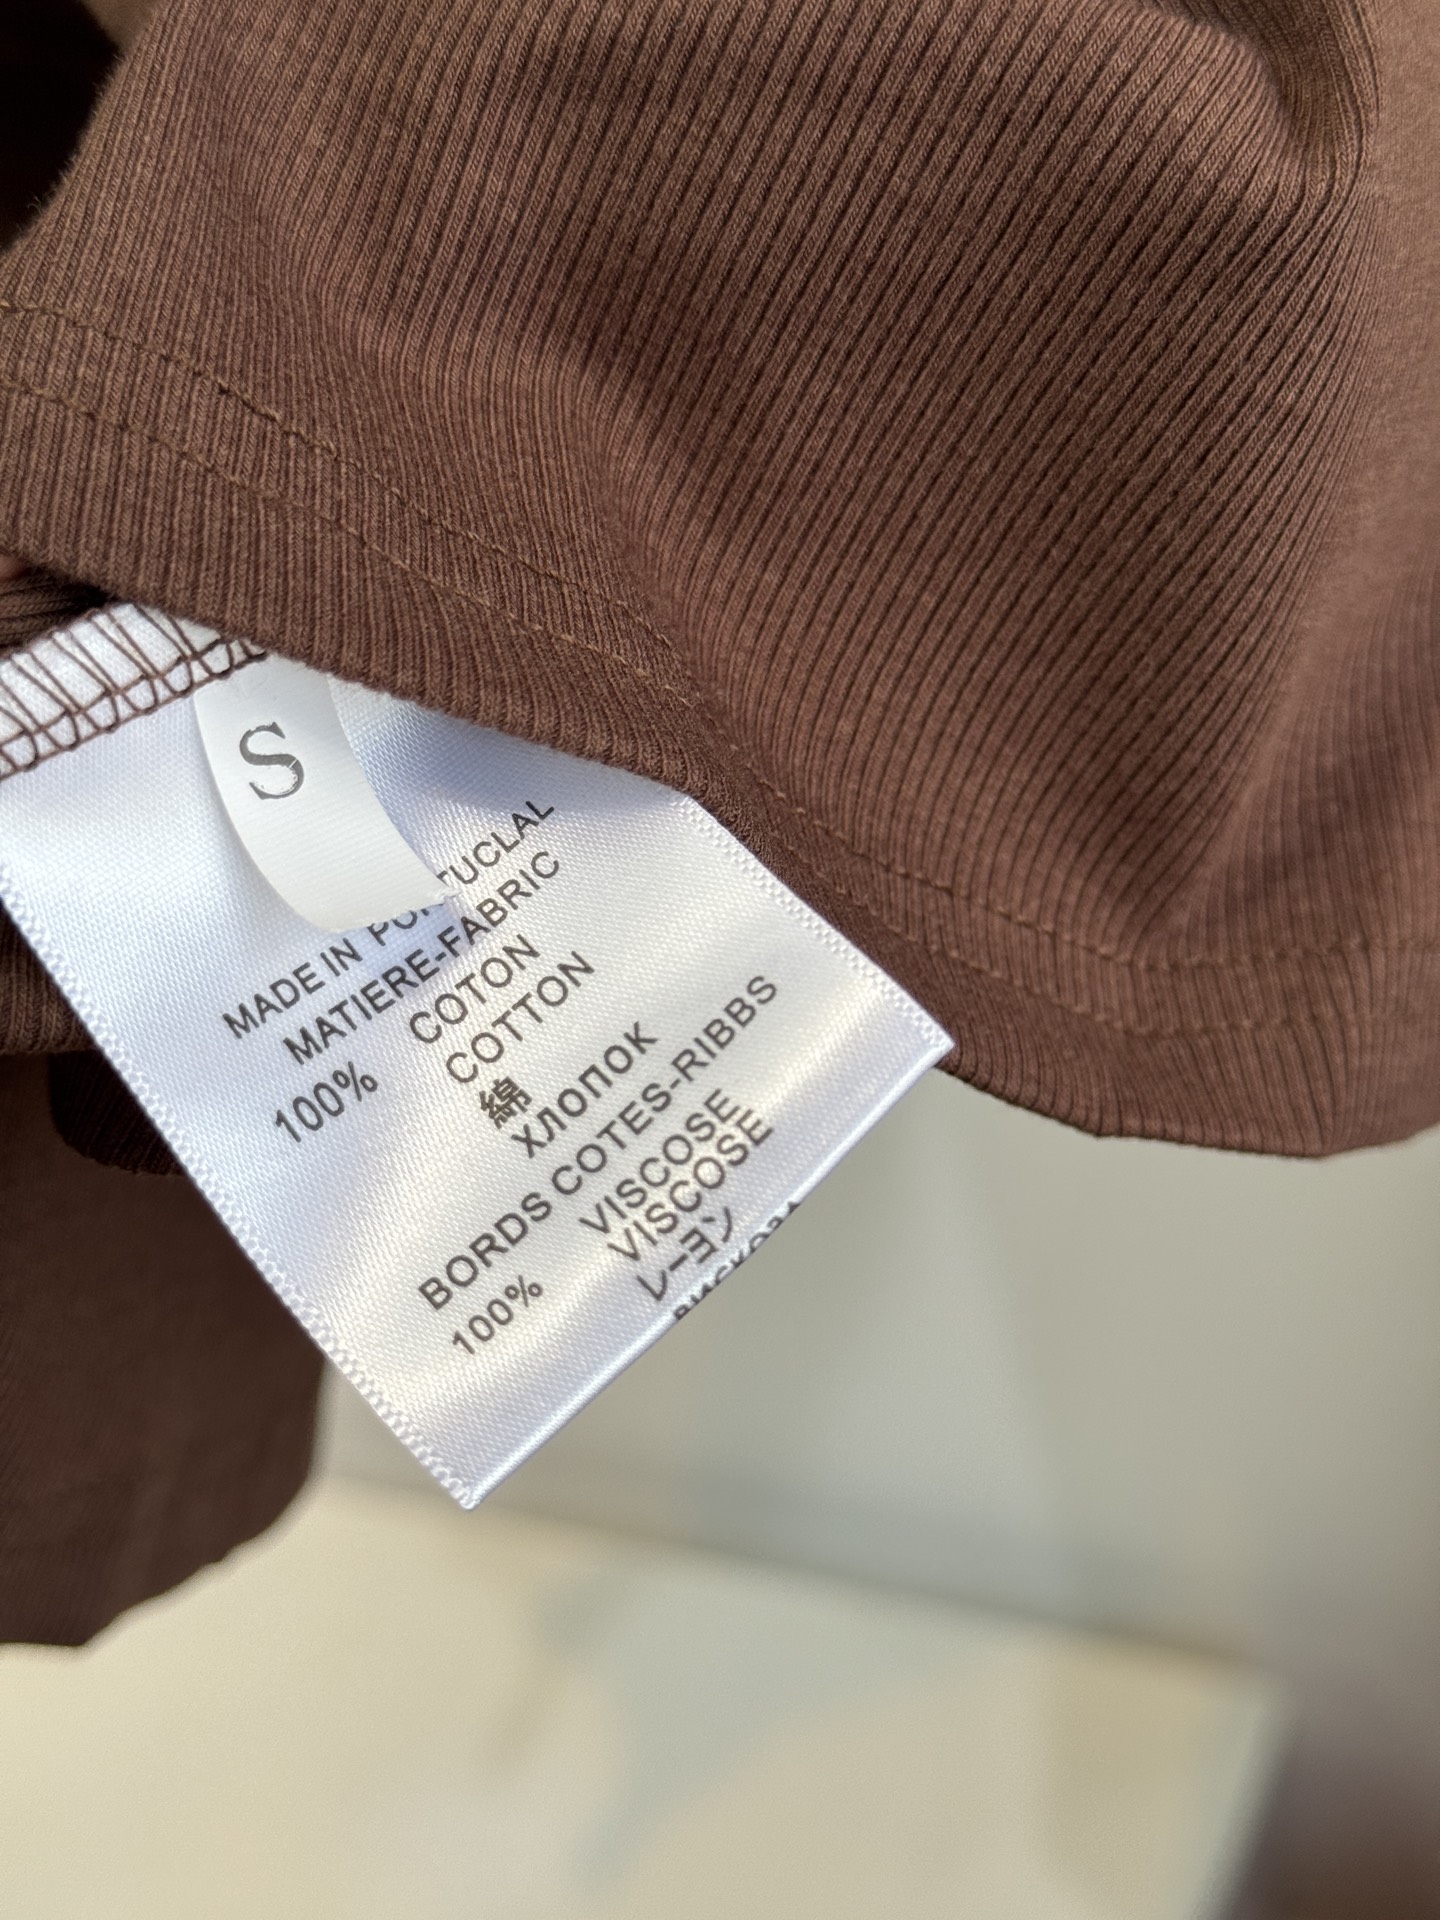 S
MADE IN PORTUCLAL
MATIERE-FABRIC
100% COTON
COTTON
綿
ХЛОПОК
BORDS COTES-RIBBS
100% VISCOSE
VISCOSE
レーヨン